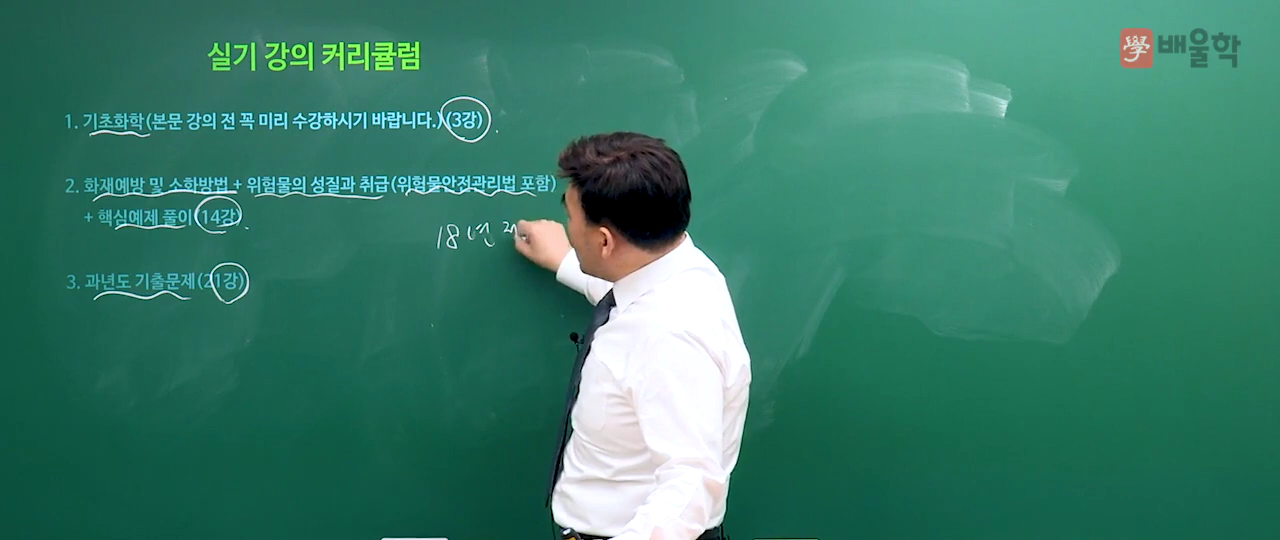 실기 강의 커리큘럼
學 배울학
1. 기초화학(본문 강의 전 꼭 미리 수강하시기 바랍니다.)(3강)
2. 화재예방 및 소화방법 + 위험물의 성질과 취급(위험물안전관리법 포함)
+ 핵심예제 풀이(14강)
18년
3. 과년도 기출문제(21강)